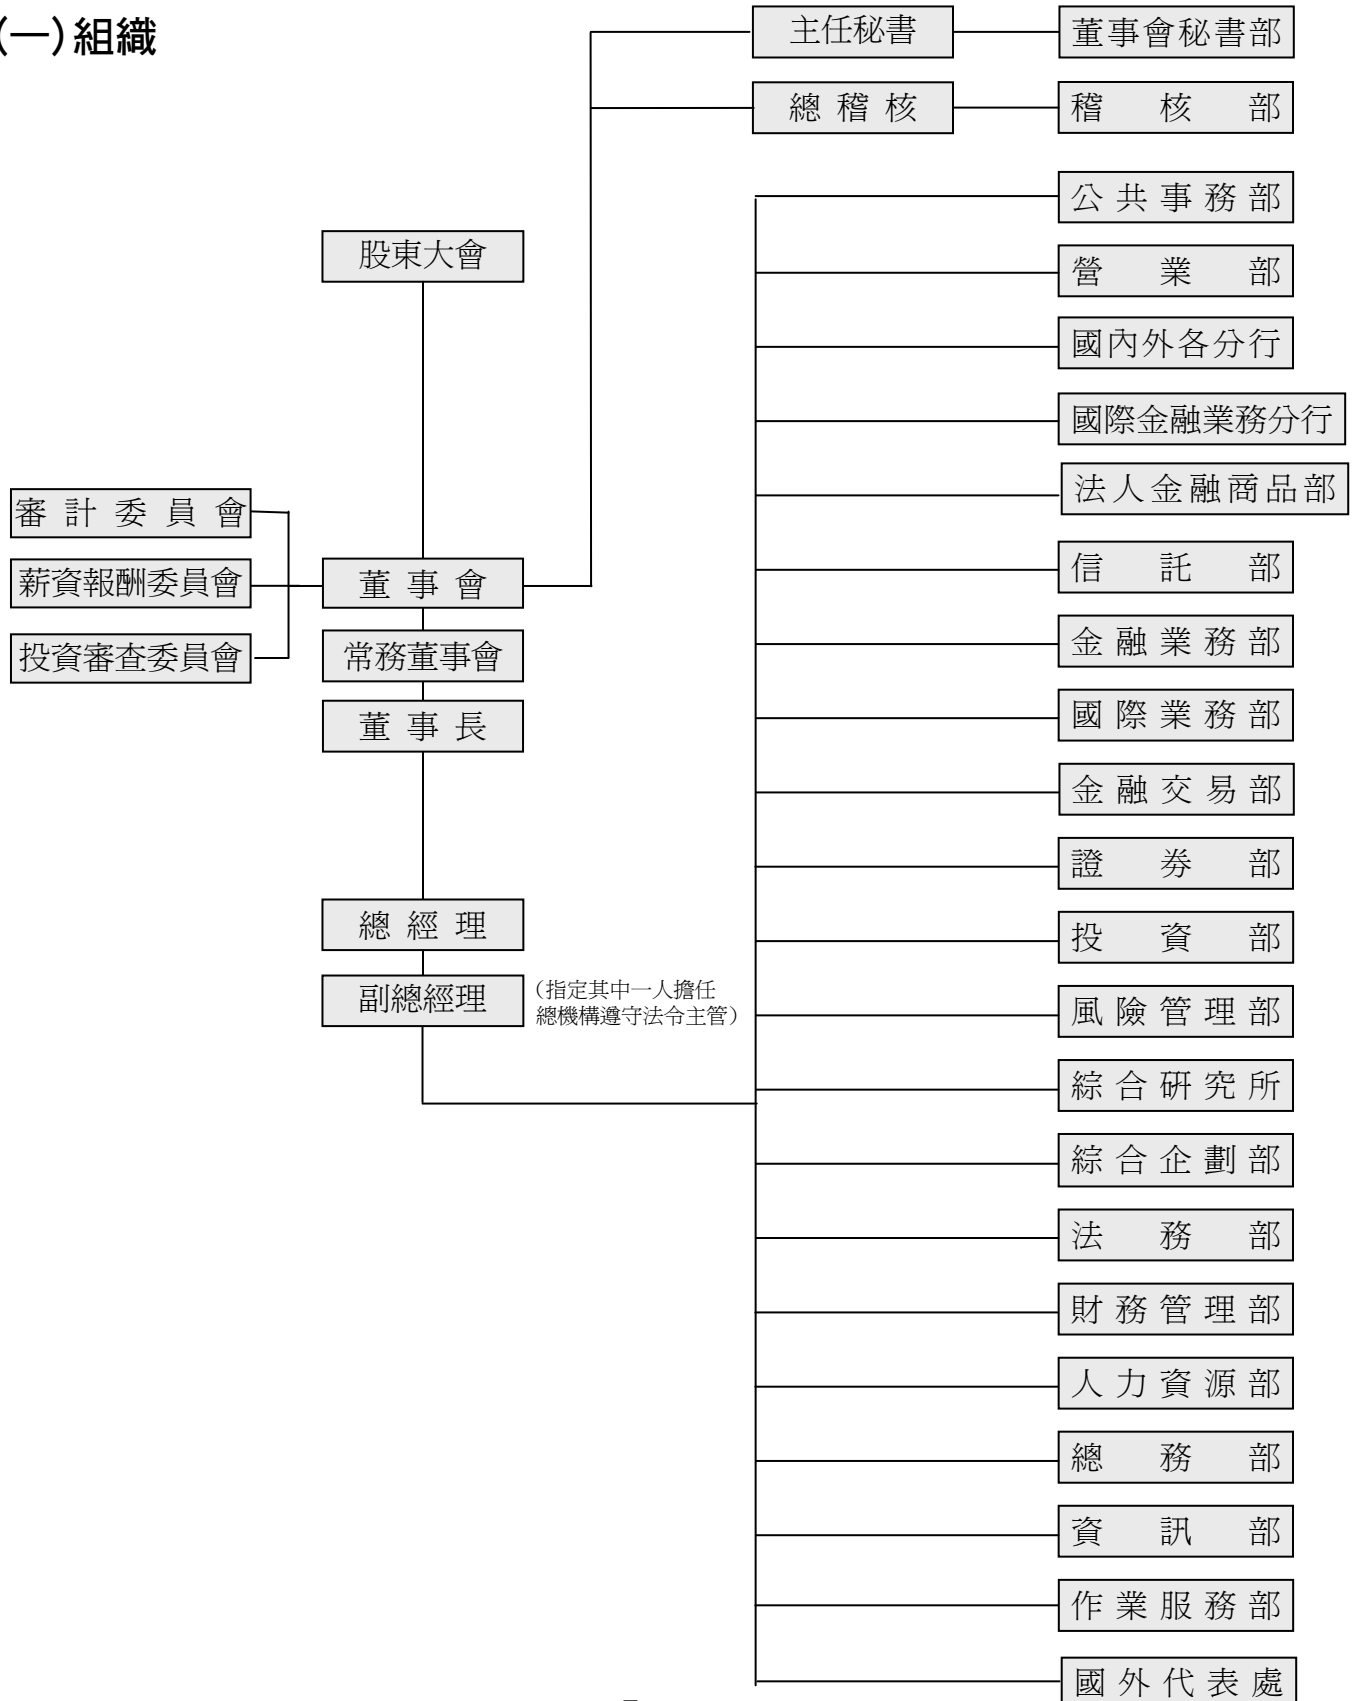 (一)組織
主任秘書
董事會秘書部
總稽核
稽核部
公共事務部
股東大會
營業部
國內外各分行
國際金融業務分行
法人金融商品部
審計委員會
信託部
薪資報酬委員會
董事會
金融業務部
投資審查委員會
常務董事會
國際業務部
董事長
金融交易部
證券部
總經理
投資部
副總經理
(指定其中一人擔任
總機構遵守法令主管)
風險管理部
綜合研究所
綜合企劃部
法務部
財務管理部
人力資源部
總務部
資訊部
作業服務部
國外代表處